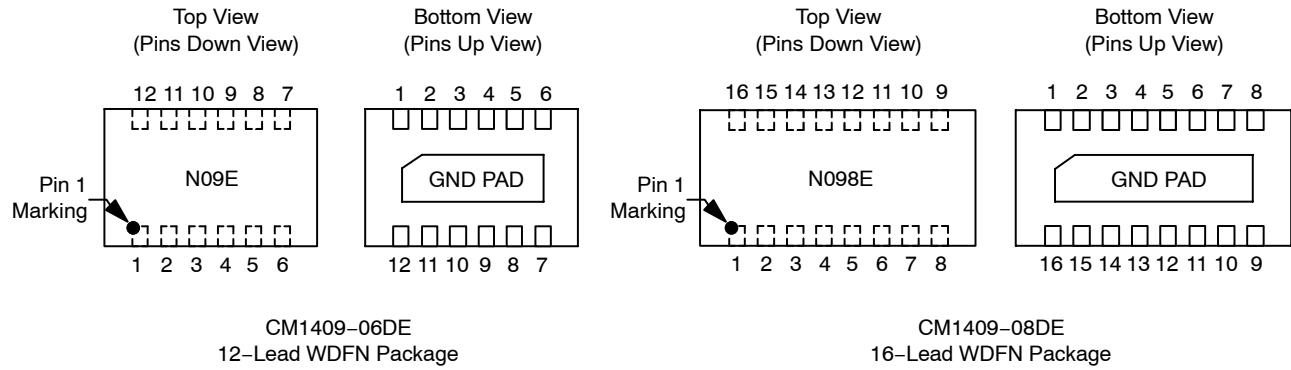 Top View
(Pins Down View)
Bottom View
(Pins Up View)
Top View
(Pins Down View)
Bottom View
(Pins Up View)
12 11 10 9 8 7
1 2 3 4 5 6
16 15 14 13 12 11 10 9
1 2 3 4 5 6 7 8
Pin 1
Marking
N09E
GND PAD
Pin 1
Marking
N098E
GND PAD
1 2 3 4 5 6
12 11 10 9 8 7
1 2 3 4 5 6 7 8
16 15 14 13 12 11 10 9
CM1409−06DE
12−Lead WDFN Package
CM1409−08DE
16−Lead WDFN Package